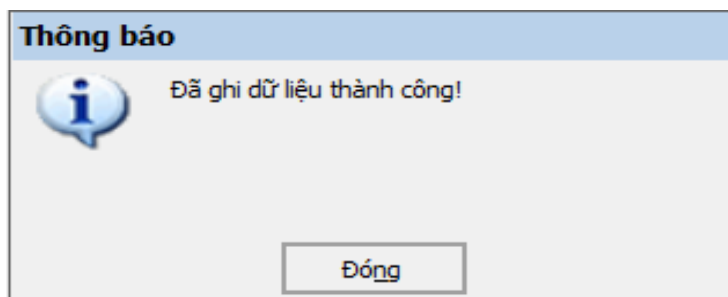 Thông báo
Đã ghi dữ liệu thành công!
Đóng